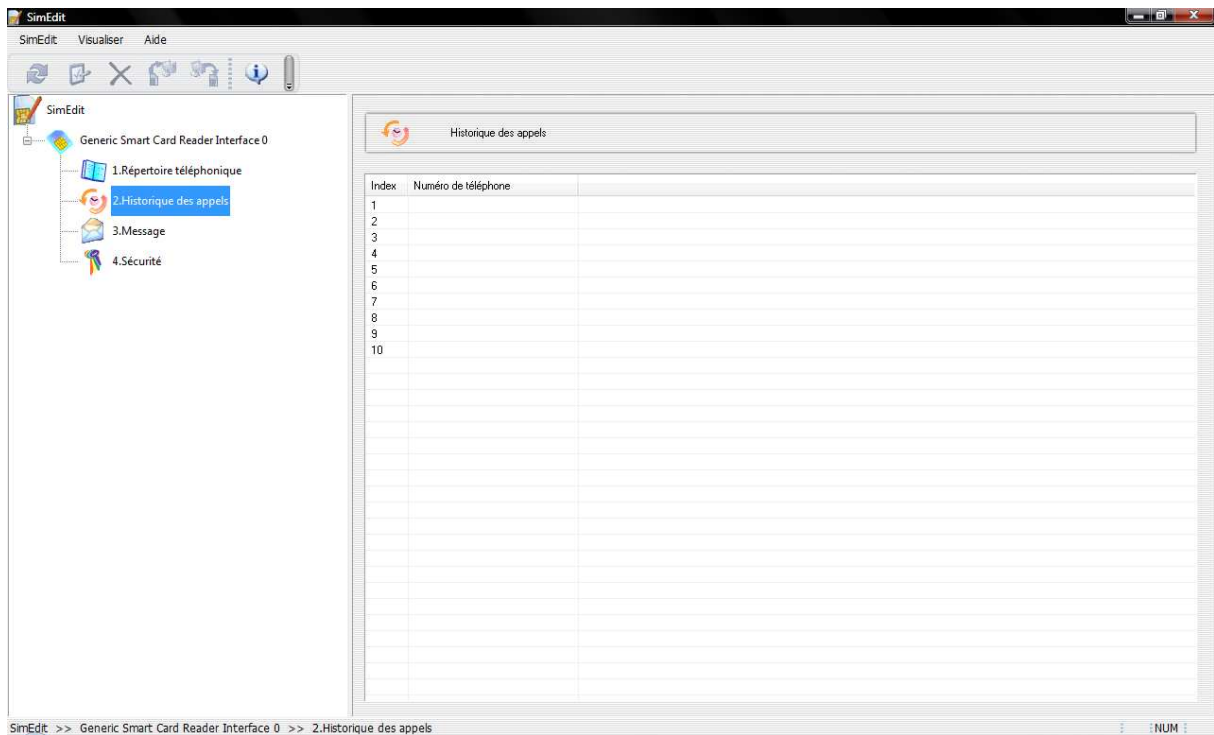 SimEdit
SimEdit Visualiser Aide
SimEdit
Generic Smart Card Reader Interface 0
1.Répertoire téléphonique
2.Historique des appels
3.Message
4.Sécurité
Historique des appels
Index Numéro de téléphone
1
2
3
4
5
6
7
8
9
10
SimEdit >> Generic Smart Card Reader Interface 0 >> 2.Historique des appels NUM